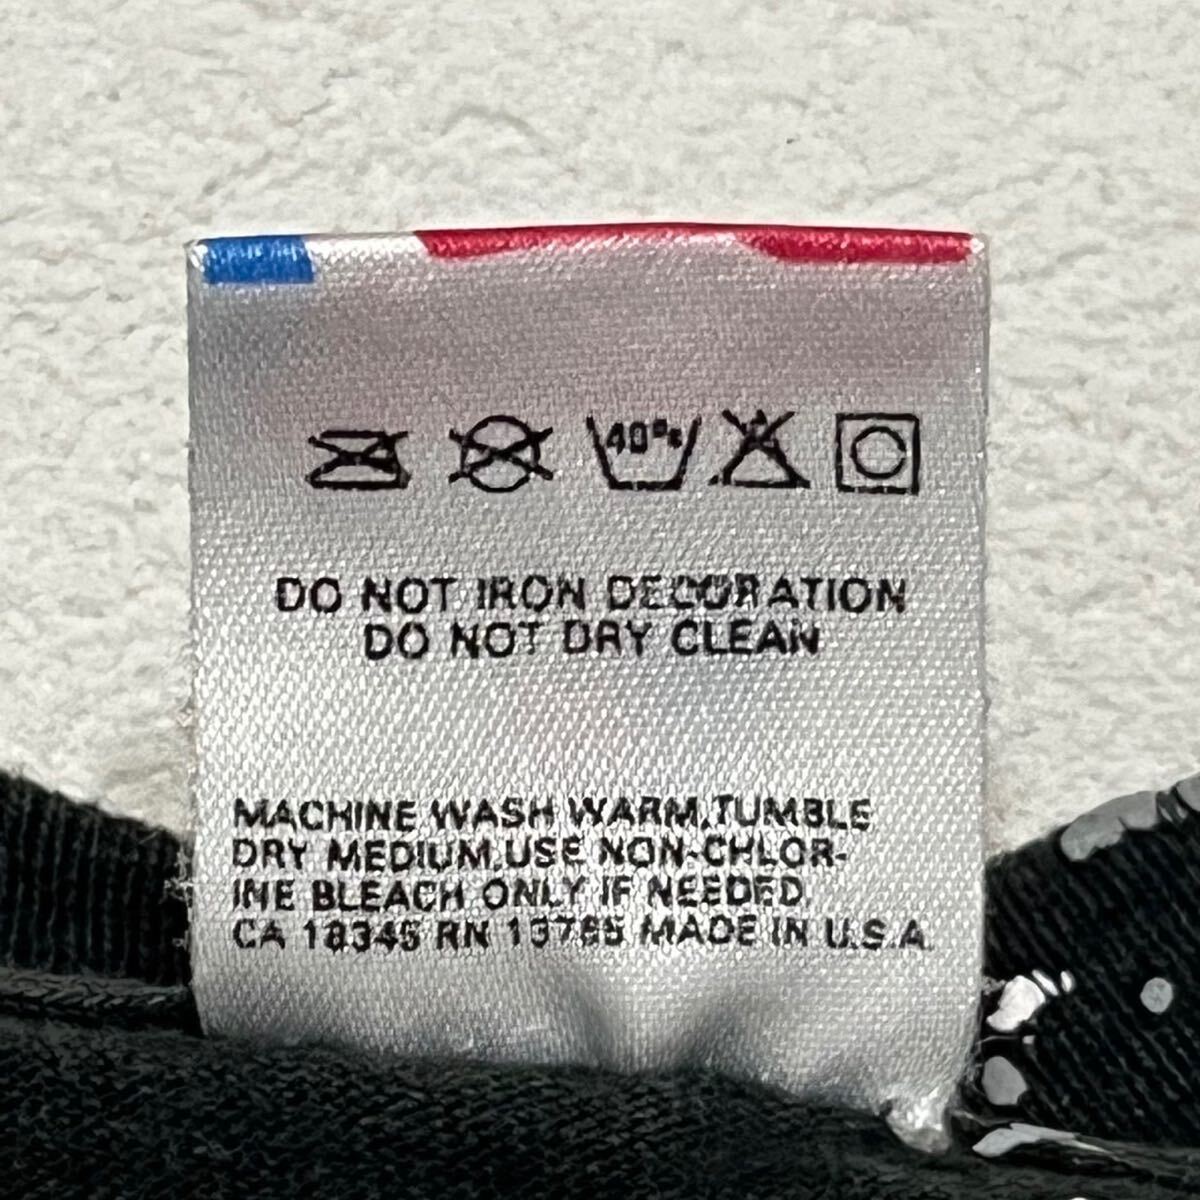 40°c
DO NOT IRON DECORATION
DO NOT DRY CLEAN
MACHINE WASH WARM,TUMBLE
DRY MEDIUM,USE NON-CHLOR-
INE BLEACH ONLY IF NEEDED
CA 18345 RN 13765 MADE IN U.S.A